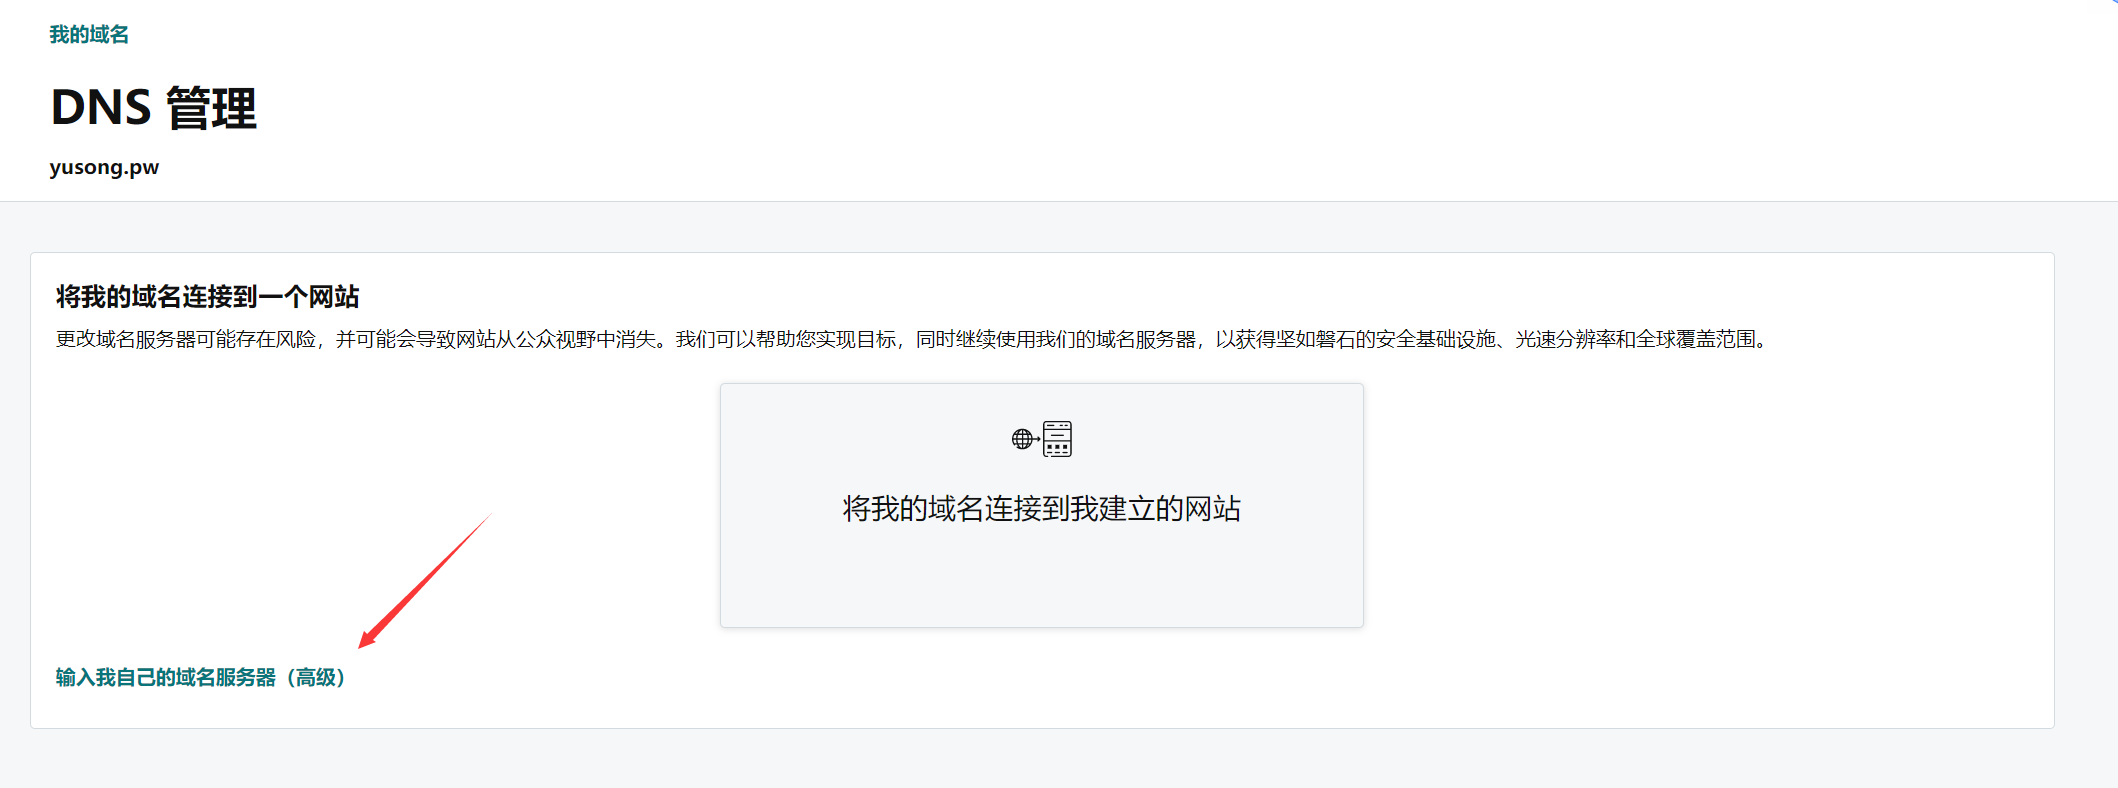 我的域名
DNS 管理
yusong.pw
将我的域名连接到一个网站
更改域名服务器可能存在风险，并可能会导致网站从公众视野中消失。我们可以帮助您实现目标，同时继续使用我们的域名服务器，以获得坚如磐石的安全基础设施、光速分辨率和全球覆盖范围。
将我的域名连接到我建立的网站
输入我自己的域名服务器（高级）